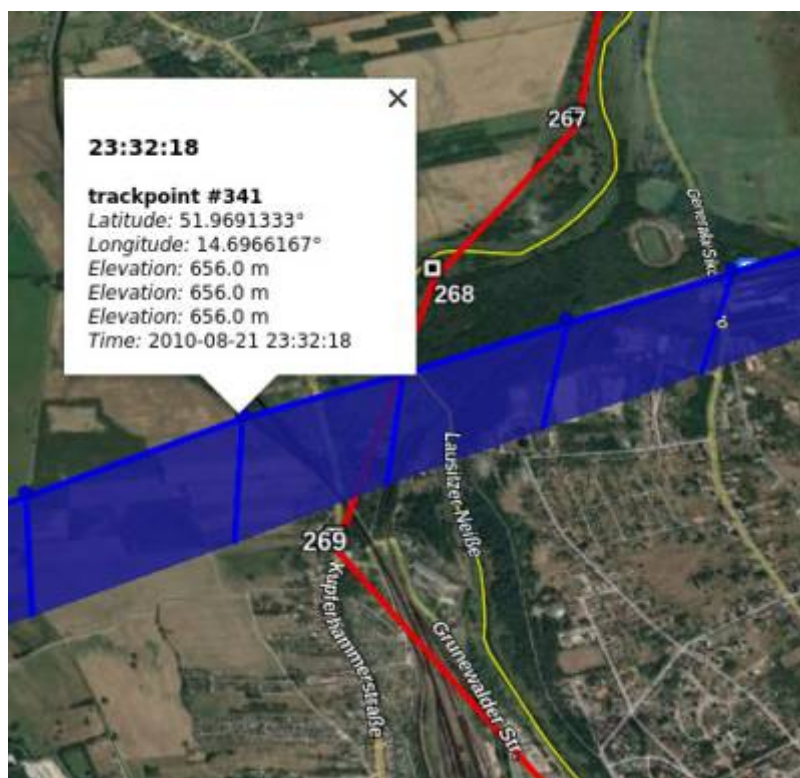 267
23:32:18
trackpoint #341
Latitude: 51.9691333°
Longitude: 14.6966167°
Elevation: 656.0 m
Elevation: 656.0 m
Elevation: 656.0 m
Time: 2010-08-21 23:32:18
268
Lausitzer-Neiße
269
Kupferhammerstraße
Grunewalder Str.